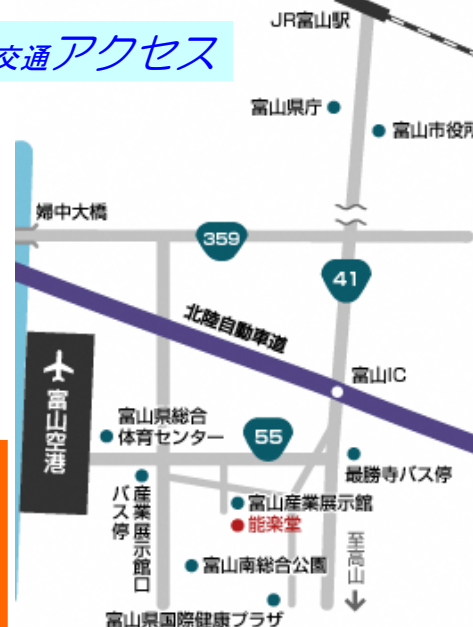 交通アクセス
JR富山駅
富山県庁
富山市役所
婦中大橋
359
41
北陸自動車道
富山IC
富山空港
富山県総合
体育センター
55
最勝寺バス停
産業展示館口
バス停
富山産業展示館
能楽堂
至高山
富山南総合公園
富山県国際健康プラザ